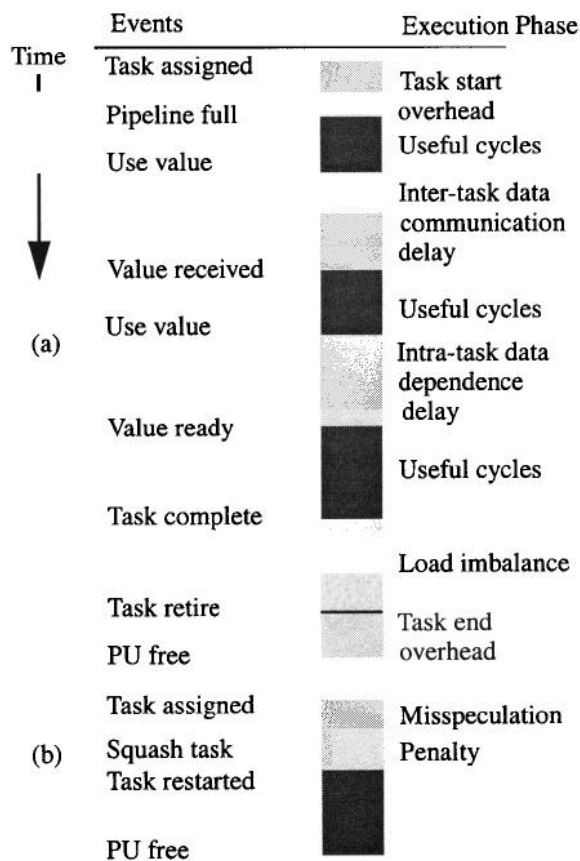 Events
Execution Phase
Time
Task assigned
Task start
overhead
Pipeline full
Useful cycles
Use value
Inter-task data
communication
delay
Value received
Useful cycles
Use value
(a)
Intra-task data
dependence
delay
Value ready
Useful cycles
Task complete
Load imbalance
Task retire
Task end
overhead
PU free
Task assigned
Misspeculation
(b)
Squash task
Penalty
Task restarted
PU free